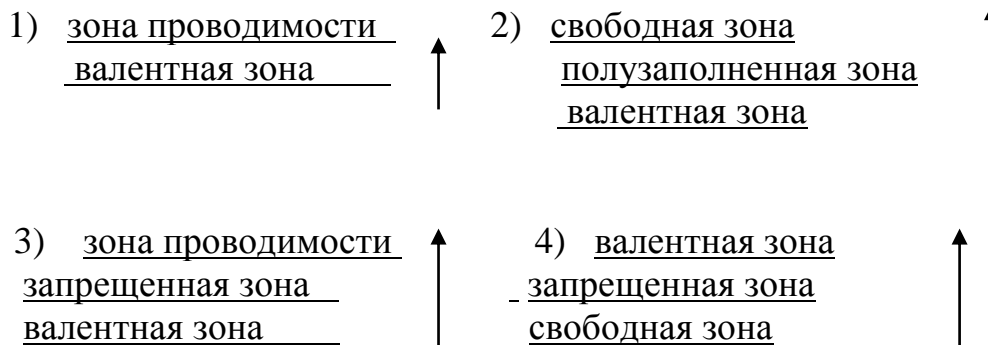 1) зона проводимости 2) свободная зона
валентная зона полузаполненная зона
валентная зона
3) зона проводимости 4) валентная зона
запрещенная зона запрещенная зона
валентная зона свободная зона